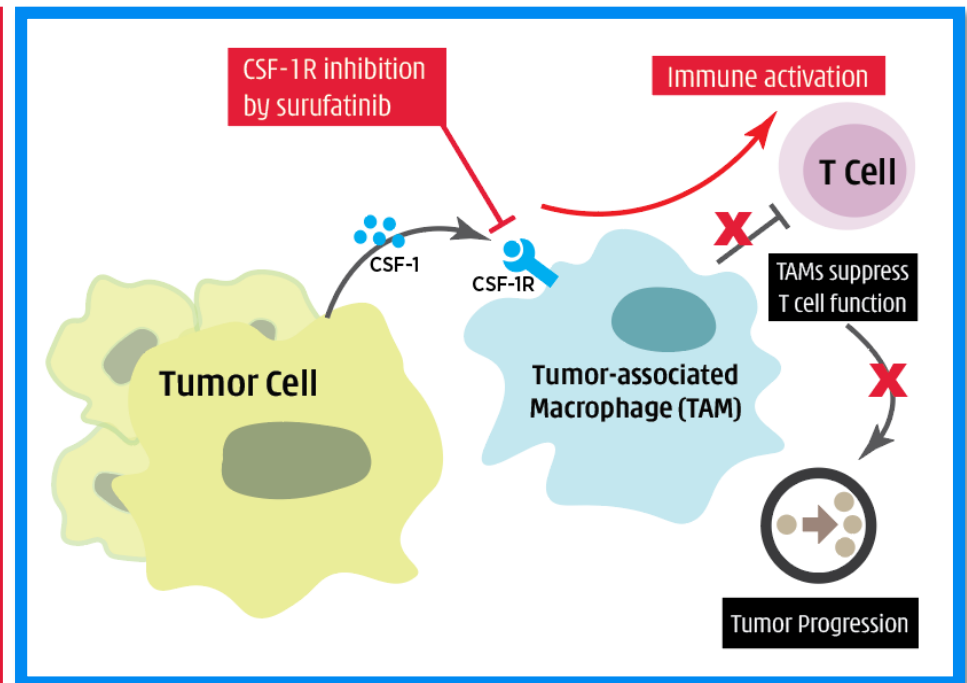 CSF-1R inhibition
by surufatinib
Immune activation
T Cell
CSF-1
CSF-1R
TAMs suppress
T cell function
Tumor Cell
Tumor-associated
Macrophage (TAM)
Tumor Progression